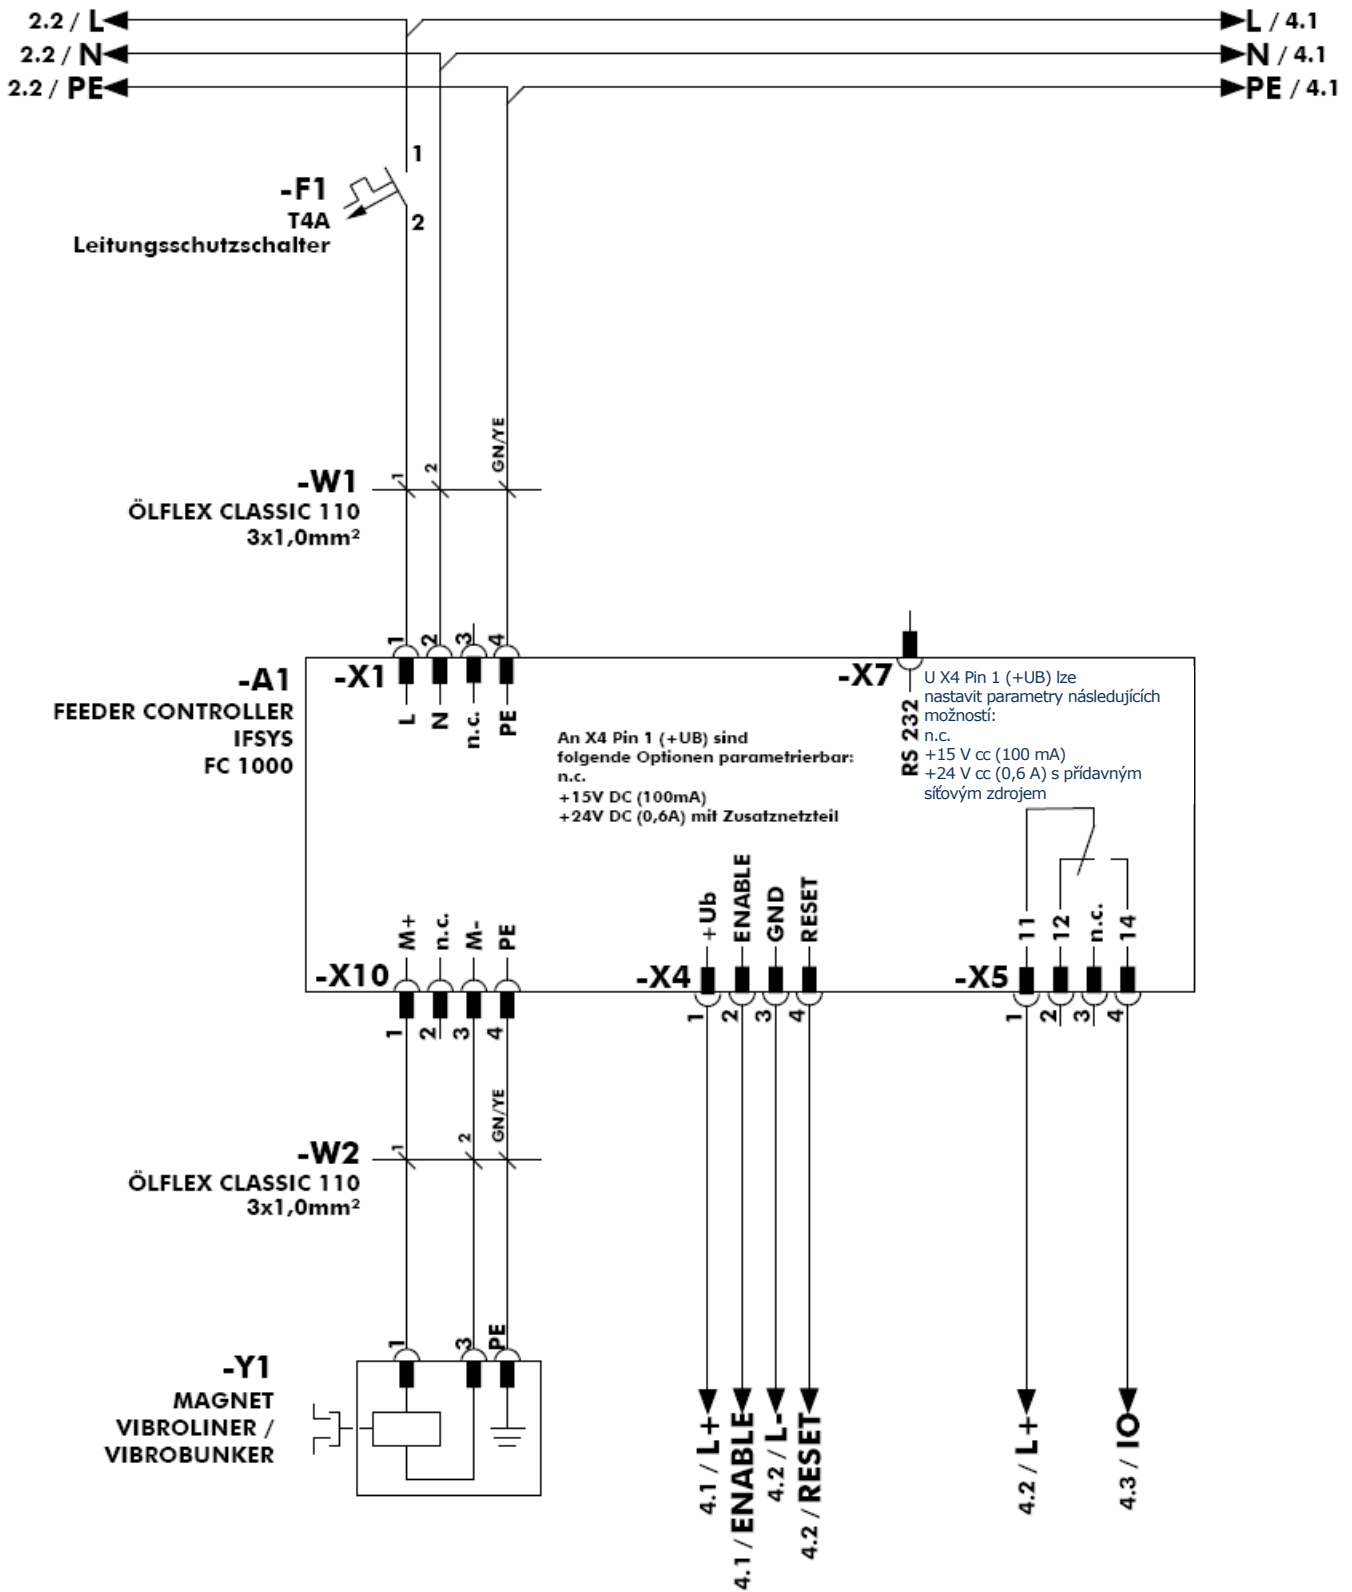 2.2 / L
L / 4.1
2.2 / N
N / 4.1
2.2 / PE
PE / 4.1
1
-F1
T4A
2
Leitungsschutzschalter
1
2
GN/YE
-W1
ÖLFLEX CLASSIC 110
3x1,0mm²
1
2
3
4
-X1
L
N
n.c.
PE
-A1
FEEDER CONTROLLER
IFSYS
FC 1000
-X7
RS 232
U X4 Pin 1 (+UB) lze
nastavit parametry následujících
možností:
n.c.
+15 V cc (100 mA)
+24 V cc (0,6 A) s přídavným
síťovým zdrojem
An X4 Pin 1 (+UB) sind
folgende Optionen parametrierbar:
n.c.
+15V DC (100mA)
+24V DC (0,6A) mit Zusatznetzteil
M+
n.c.
M-
PE
-X10
1
2
3
4
+Ub
ENABLE
GND
RESET
-X4
1
2
3
4
11
12
n.c.
14
-X5
1
2
3
4
1
2
GN/YE
-W2
ÖLFLEX CLASSIC 110
3x1,0mm²
1
3
PE
-Y1
MAGNET
VIBROLINER /
VIBROBUNKER
4.1 / L+
4.1 / ENABLE
4.2 / L-
4.2 / RESET
4.2 / L+
4.3 / IO